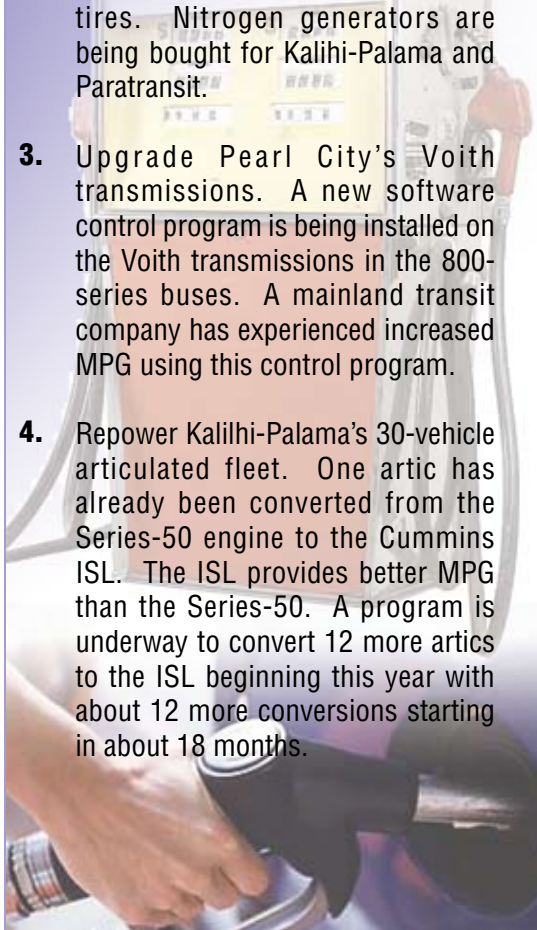 tires. Nitrogen generators are
being bought for Kalihi-Palama and
Paratransit.
3. Upgrade Pearl City's Voith
transmissions. A new software
control program is being installed on
the Voith transmissions in the 800-
series buses. A mainland transit
company has experienced increased
MPG using this control program.
4. Repower Kalilhi-Palama's 30-vehicle
articulated fleet. One artic has
already been converted from the
Series-50 engine to the Cummins
ISL. The ISL provides better MPG
than the Series-50. A program is
underway to convert 12 more artics
to the ISL beginning this year with
about 12 more conversions starting
in about 18 months.